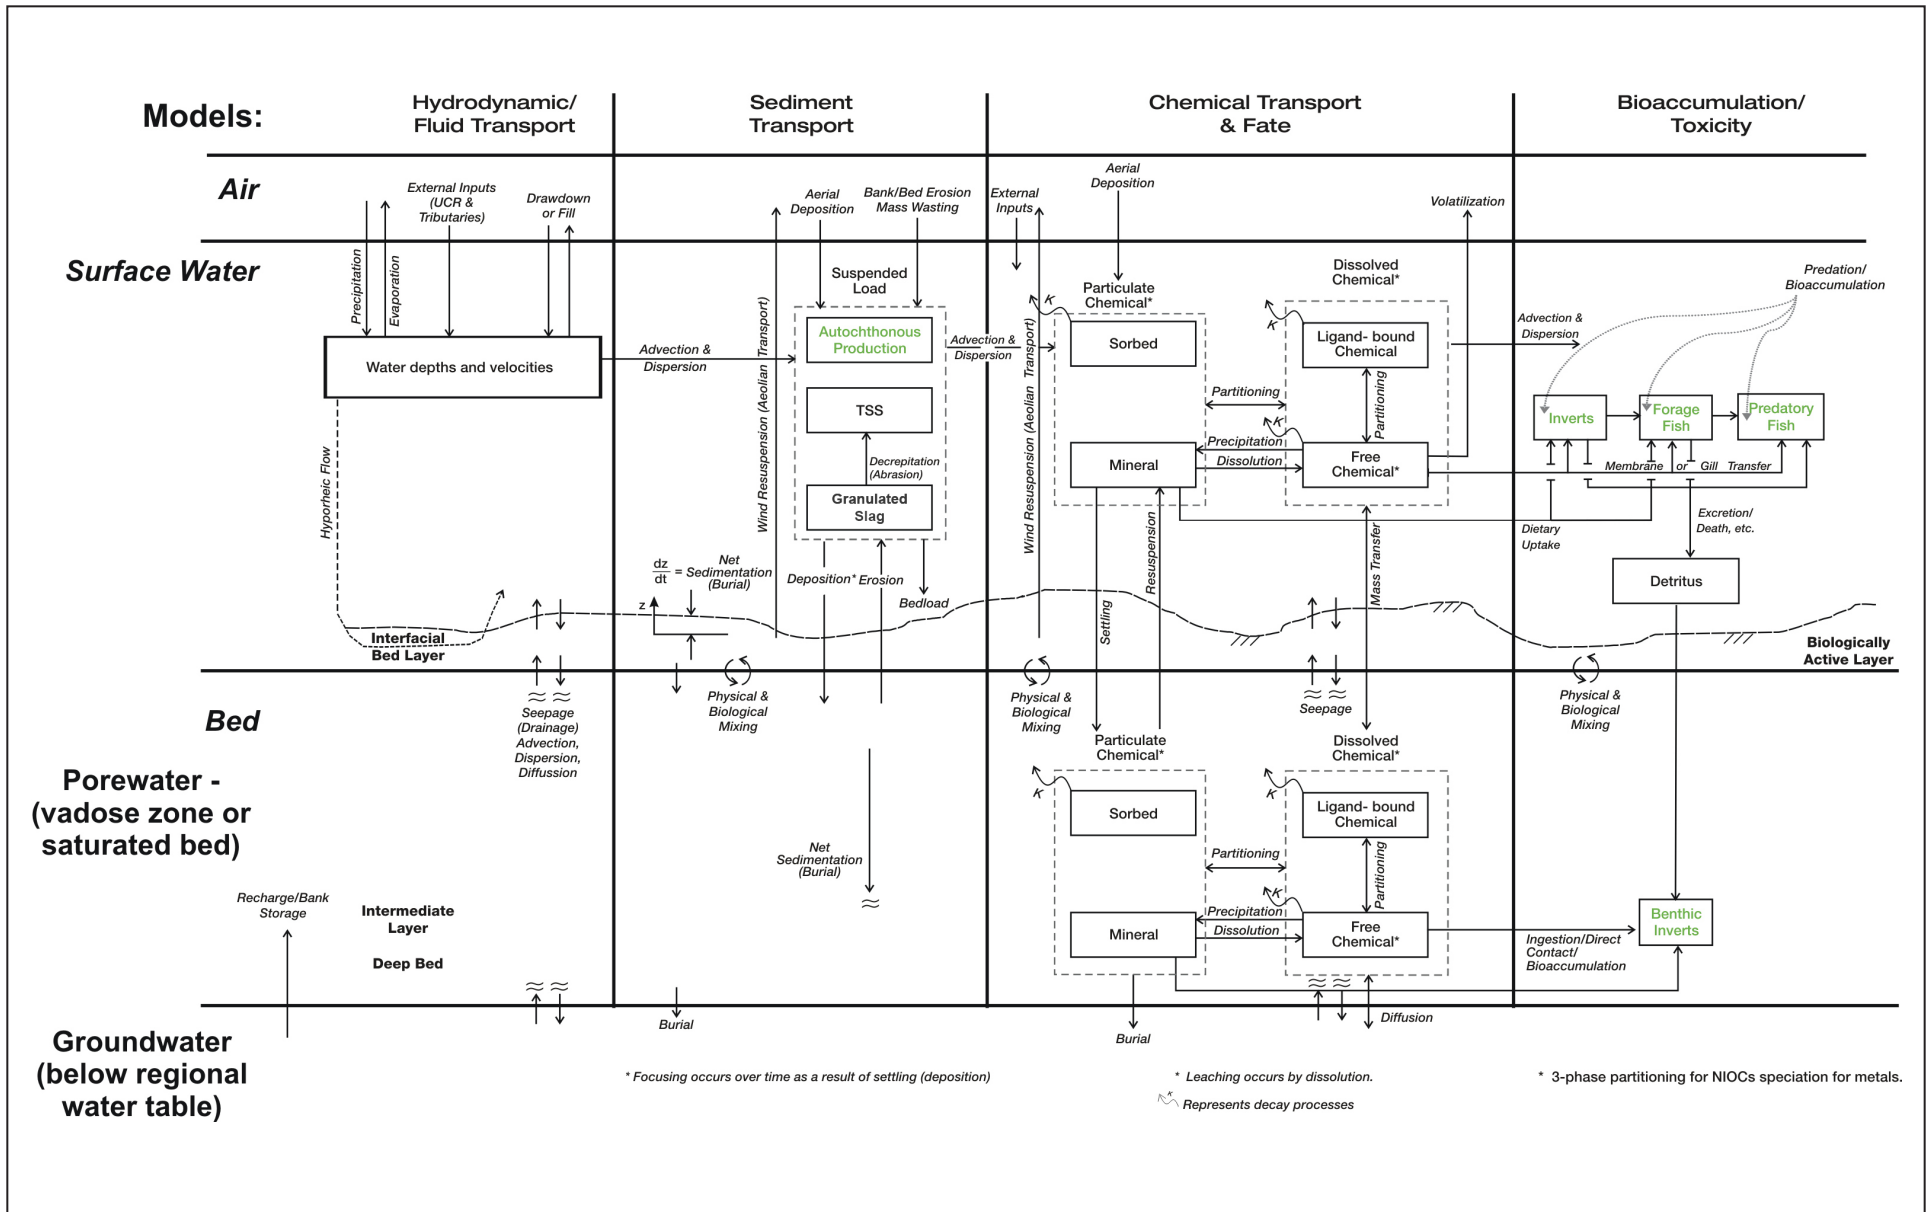 Models:
Hydrodynamic/
Fluid Transport
Sediment
Transport
Chemical Transport
& Fate
Bioaccumulation/
Toxicity
Air
External Inputs
(UCR &
Tributaries)
Drawdown
or Fill
Aerial
Deposition
Bank/Bed Erosion
Mass Wasting
External
Inputs
Aerial
Deposition
Volatilization
Surface Water
Precipitation
Evaporation
Water depths and velocities
Hyporheic Flow
Advection &
Dispersion
Wind Resuspension (Aeolian Transport)
Suspended
Load
Autochthonous
Production
TSS
Decrepitation
(Abrasion)
Granulated
Slag
Advection &
Dispersion
Wind Resuspension (Aeolian Transport)
Particulate
Chemical*
K
Sorbed
Mineral
Dissolved
Chemical*
K
Ligand- bound
Chemical
Partitioning
Partitioning
K
Precipitation
Dissolution
Free
Chemical*
Advection &
Dispersion
Predation/
Bioaccumulation
Inverts
Forage
Fish
Predatory
Fish
Membrane or Gill Transfer
Dietary
Uptake
Excretion/
Death, etc.
Detritus
dz
dt
= Net
Sedimentation
(Burial)
z
Deposition*
Erosion
Bedload
Settling
Resuspension
Mass Transfer
Interfacial
Bed Layer
Biologically
Active Layer
Bed
Seepage
(Drainage)
Advection,
Dispersion,
Diffussion
Physical &
Biological
Mixing
Physical &
Biological
Mixing
Seepage
Physical &
Biological
Mixing
Porewater -
(vadose zone or
saturated bed)
Net
Sedimentation
(Burial)
Particulate
Chemical*
K
Sorbed
Mineral
Dissolved
Chemical*
K
Ligand- bound
Chemical
Partitioning
Partitioning
K
Precipitation
Dissolution
Free
Chemical*
Ingestion/Direct
Contact/
Bioaccumulation
Benthic
Inverts
Recharge/Bank
Storage
Intermediate
Layer
Deep Bed
Groundwater
(below regional
water table)
Burial
Burial
Diffusion
* Focusing occurs over time as a result of settling (deposition)
* Leaching occurs by dissolution.
K
Represents decay processes
* 3-phase partitioning for NIOCs speciation for metals.